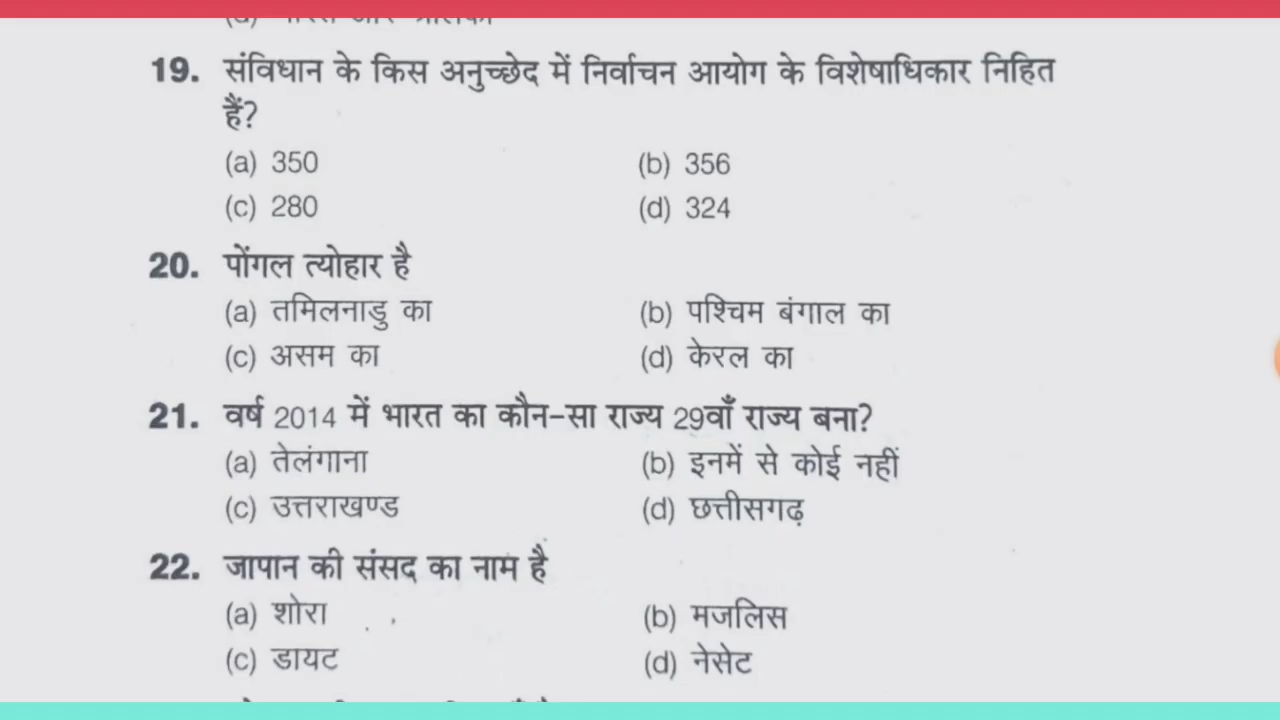 19. संविधान के किस अनुच्छेद में निर्वाचन आयोग के विशेषाधिकार निहित
हैं?
(a) 350 (b) 356
(c) 280 (d) 324
20. पोंगल त्योहार है
(a) तमिलनाडु का (b) पश्चिम बंगाल का
(c) असम का (d) केरल का
21. वर्ष 2014 में भारत का कौन-सा राज्य 29वाँ राज्य बना?
(a) तेलंगाना (b) इनमें से कोई नहीं
(c) उत्तराखण्ड (d) छत्तीसगढ़
22. जापान की संसद का नाम है
(a) शोरा (b) मजलिस
(c) डायट (d) नेसेट